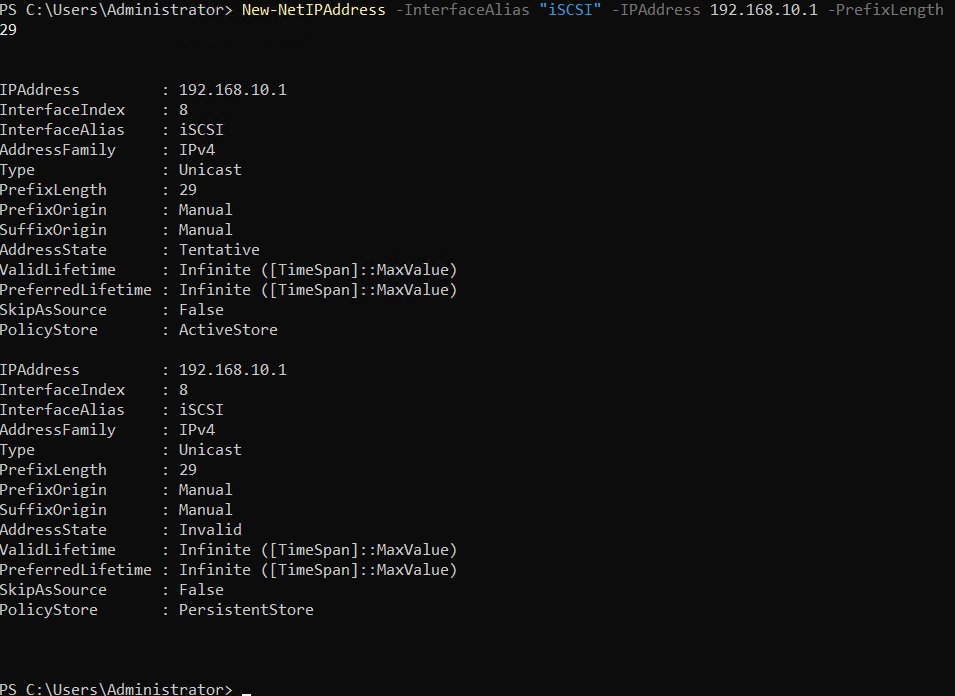 PS C:\Users\Administrator> New-NetIPAddress -InterfaceAlias "iSCSI" -IPAddress 192.168.10.1 -PrefixLength
29
IPAddress         : 192.168.10.1
InterfaceIndex    : 8
InterfaceAlias    : iSCSI
AddressFamily     : IPv4
Type              : Unicast
PrefixLength      : 29
PrefixOrigin      : Manual
SuffixOrigin      : Manual
AddressState      : Tentative
ValidLifetime     : Infinite ([TimeSpan]::MaxValue)
PreferredLifetime : Infinite ([TimeSpan]::MaxValue)
SkipAsSource      : False
PolicyStore       : ActiveStore
IPAddress         : 192.168.10.1
InterfaceIndex    : 8
InterfaceAlias    : iSCSI
AddressFamily     : IPv4
Type              : Unicast
PrefixLength      : 29
PrefixOrigin      : Manual
SuffixOrigin      : Manual
AddressState      : Invalid
ValidLifetime     : Infinite ([TimeSpan]::MaxValue)
PreferredLifetime : Infinite ([TimeSpan]::MaxValue)
SkipAsSource      : False
PolicyStore       : PersistentStore
PS C:\Users\Administrator> _